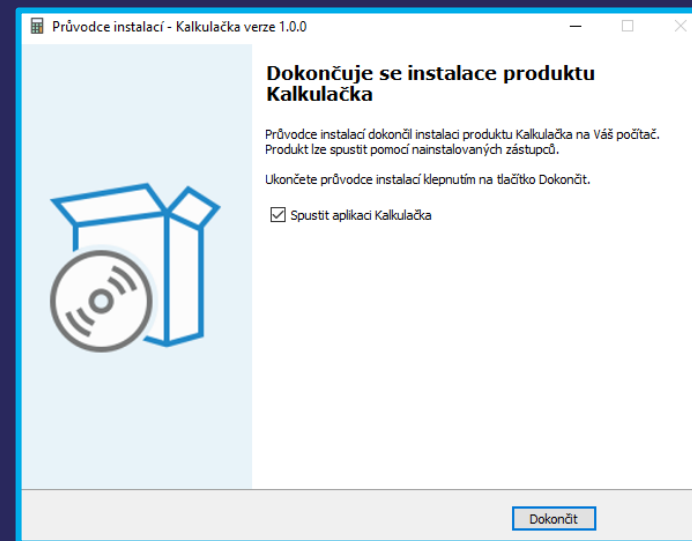 Průvodce instalací - Kalkulačka verze 1.0.0
Dokončuje se instalace produktu
Kalkulačka
Průvodce instalací dokončil instalaci produktu Kalkulačka na Váš počítač.
Produkt lze spustit pomocí nainstalovaných zástupců.
Ukončete průvodce instalací klepnutím na tlačítko Dokončit.
Spustit aplikaci Kalkulačka
Dokončit